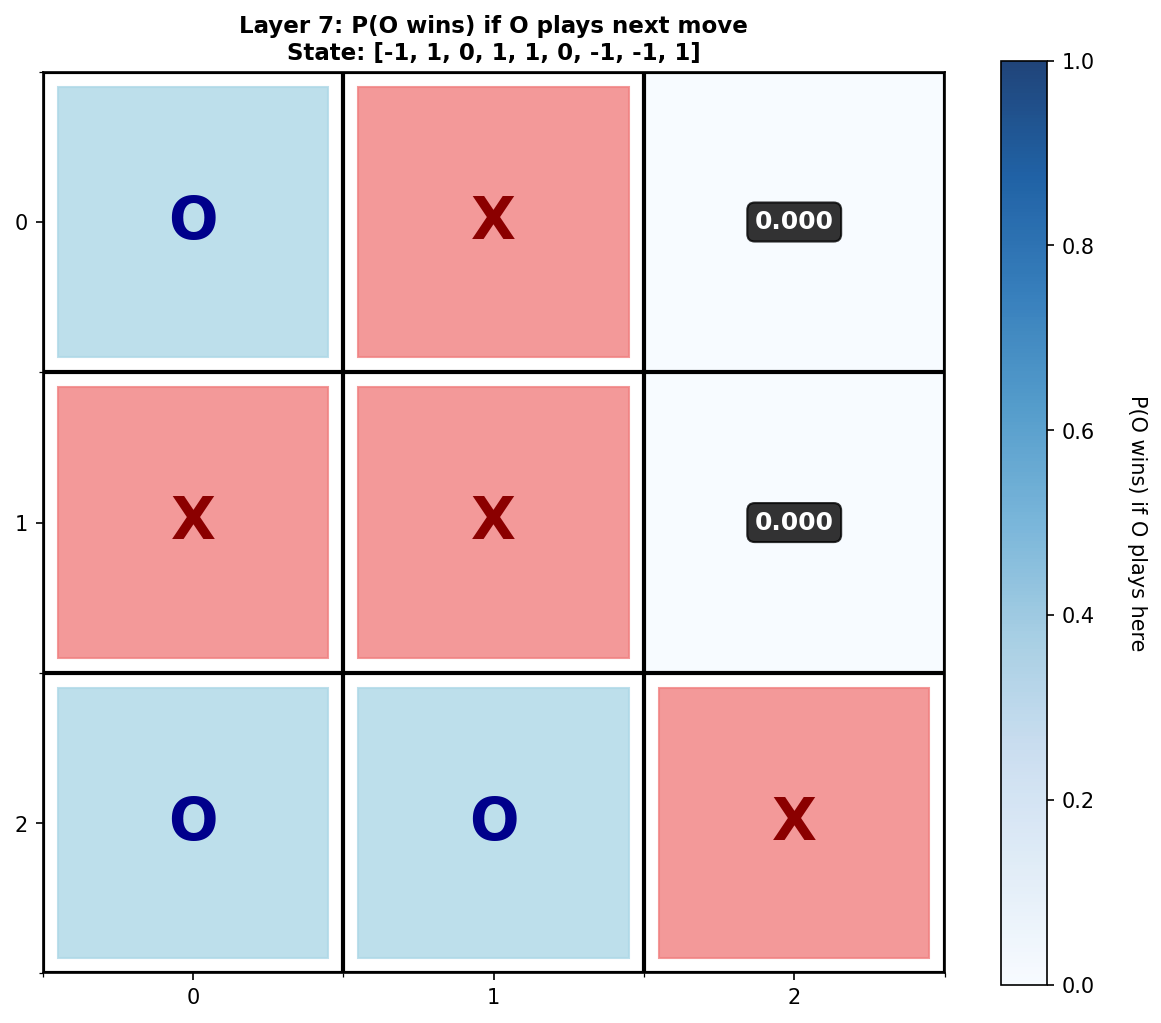 Layer 7: P(O wins) if O plays next move
State: [-1, 1, 0, 1, 1, 0, -1, -1, 1]
O X 0.000
X X 0.000
O O X
0
1
2
0 1 2
1.0
0.8
0.6
0.4
0.2
0.0
P(O wins) if O plays here